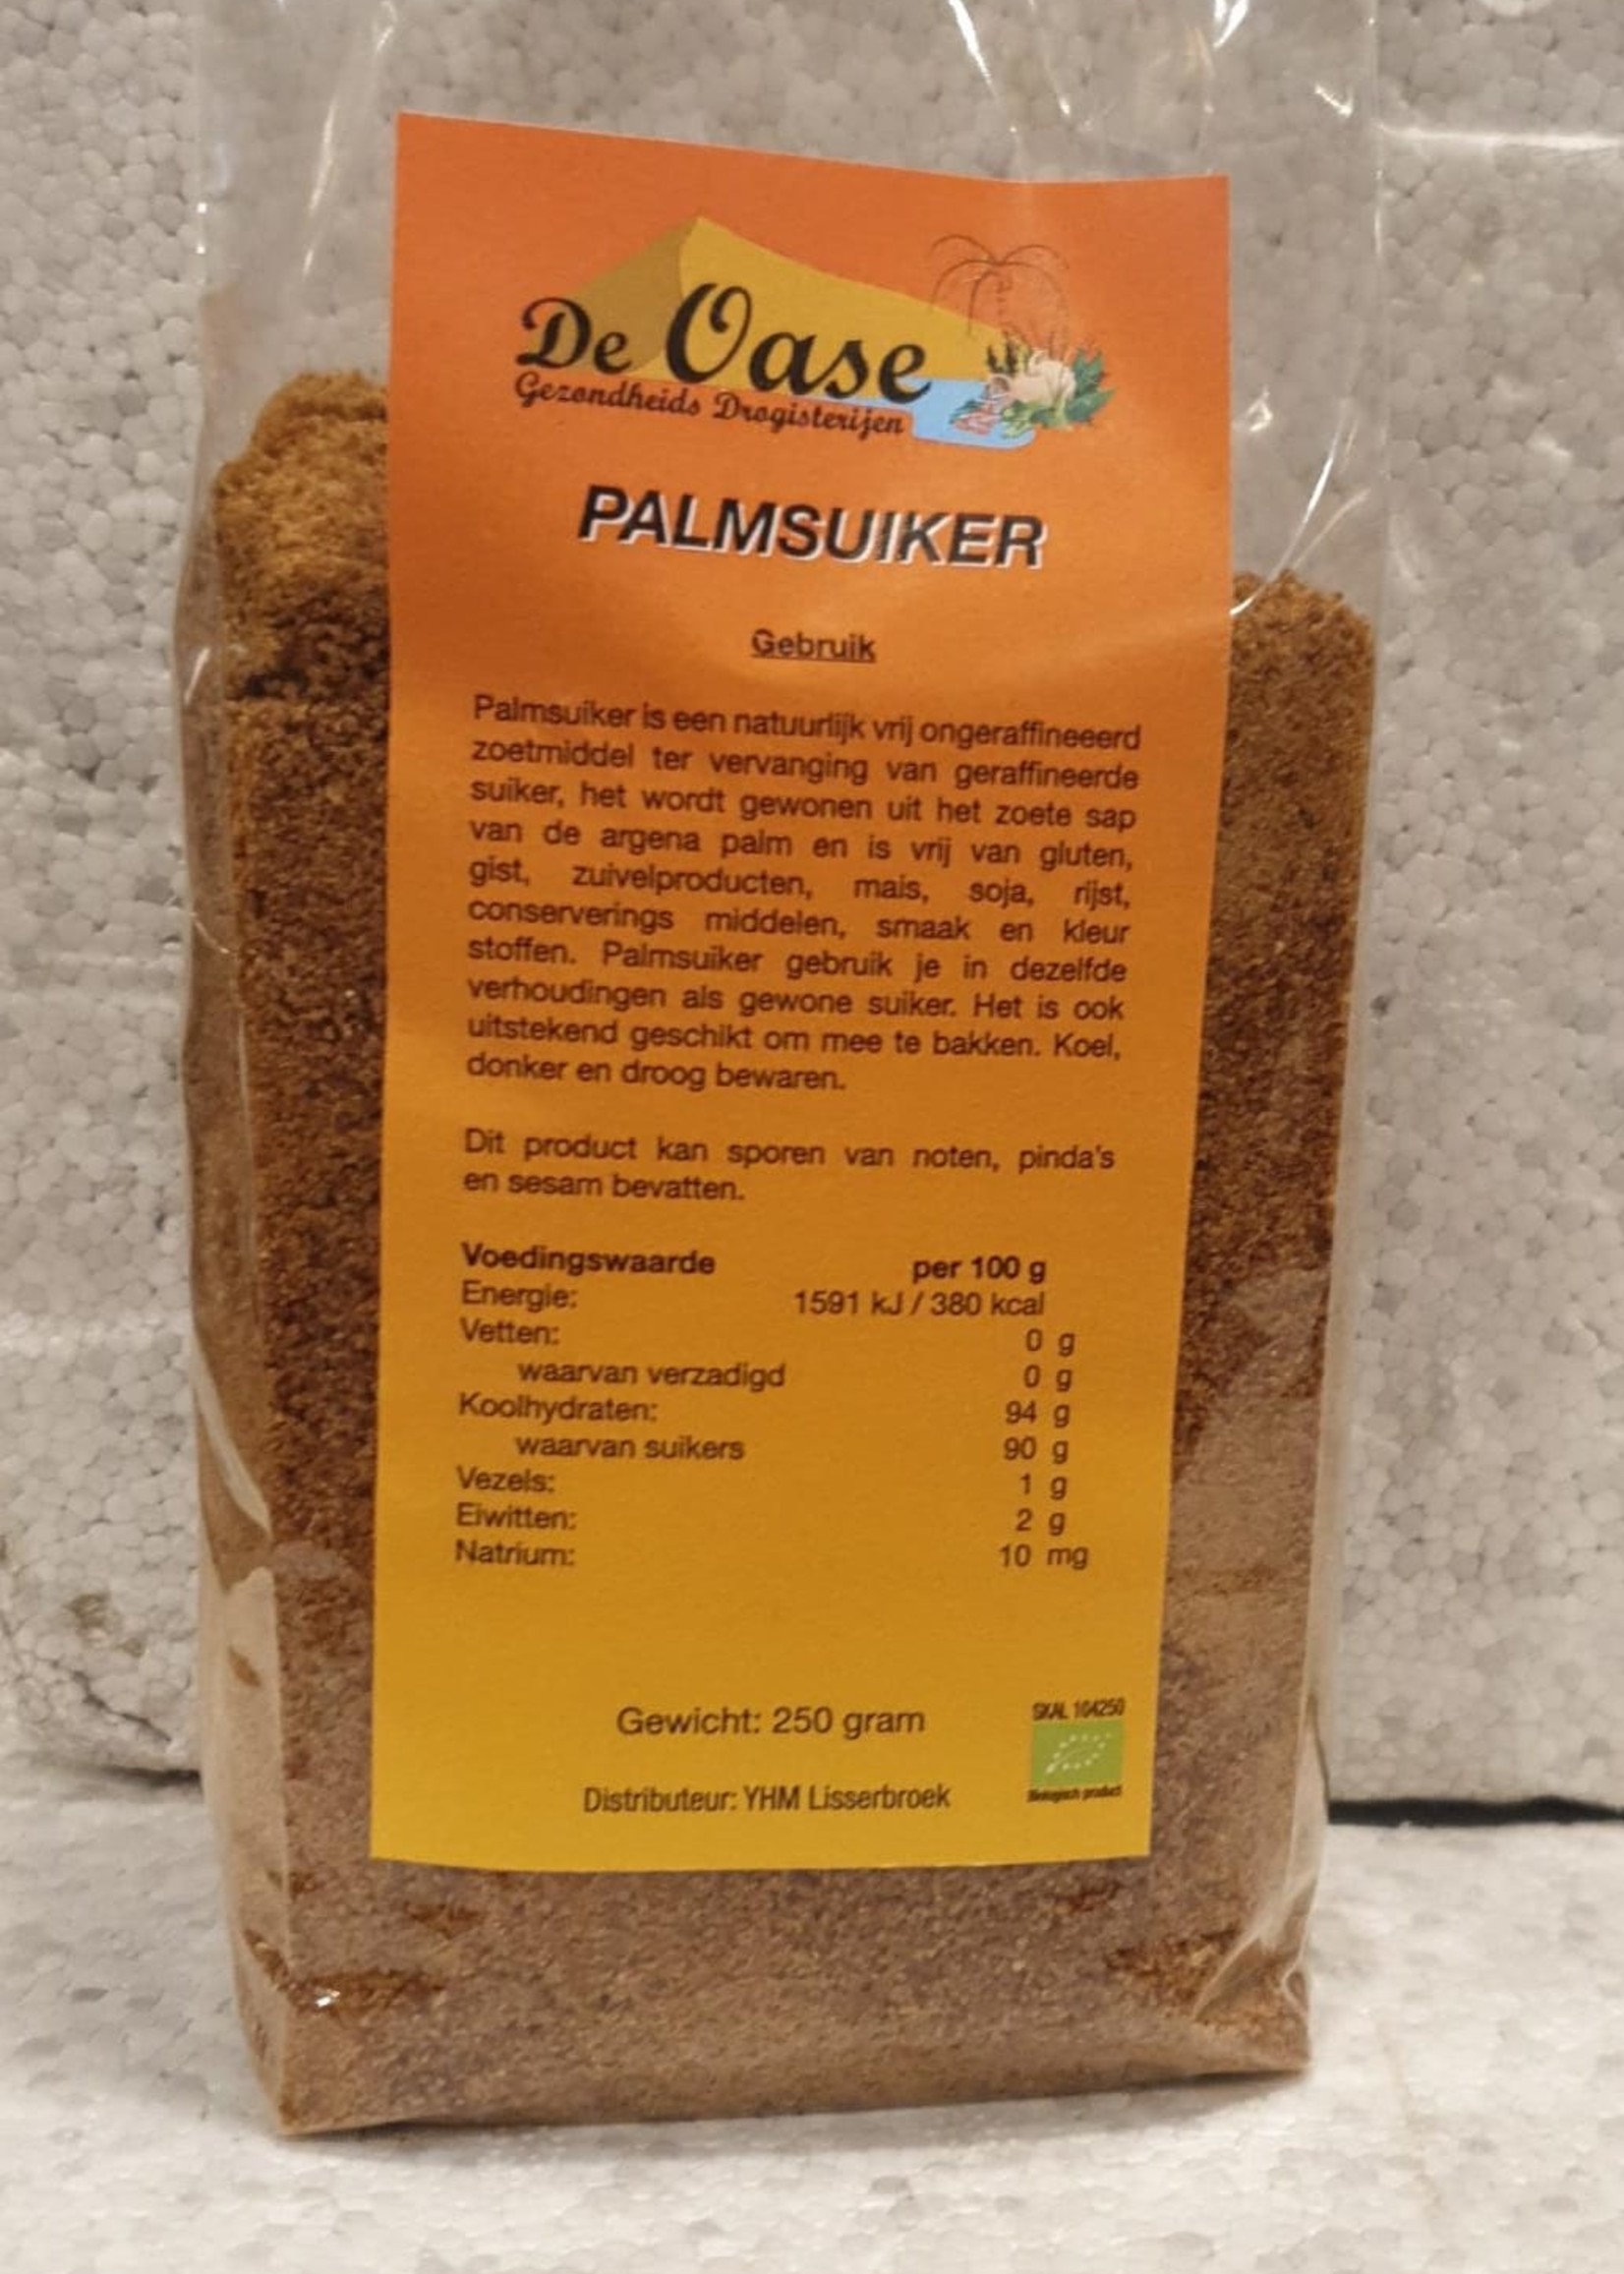 De Oase
Gezondheids Drogisterijen
PALMSUIKER
Gebruik
Palmsuiker is een natuurlijk vrij ongeraffineeerd
zoetmiddel ter vervanging van geraffineerde
suiker, het wordt gewonen uit het zoete sap
van de argena palm en is vrij van gluten,
gist, zuivelproducten, mais, soja, rijst,
conserverings middelen, smaak en kleur
stoffen. Palmsuiker gebruik je in dezelfde
verhoudingen als gewone suiker. Het is ook
uitstekend geschikt om mee te bakken. Koel,
donker en droog bewaren.
Dit product kan sporen van noten, pinda's
en sesam bevatten.
Voedingswaarde per 100 g
Energie: 1591 kJ / 380 kcal
Vetten: 0 g
waarvan verzadigd 0 g
Koolhydraten: 94 g
waarvan suikers 90 g
Vezels: 1 g
Eiwitten: 2 g
Natrium: 10 mg
SKAL 104250
Gewicht: 250 gram
Distributeur: YHM Lisserbroek
Biologisch product